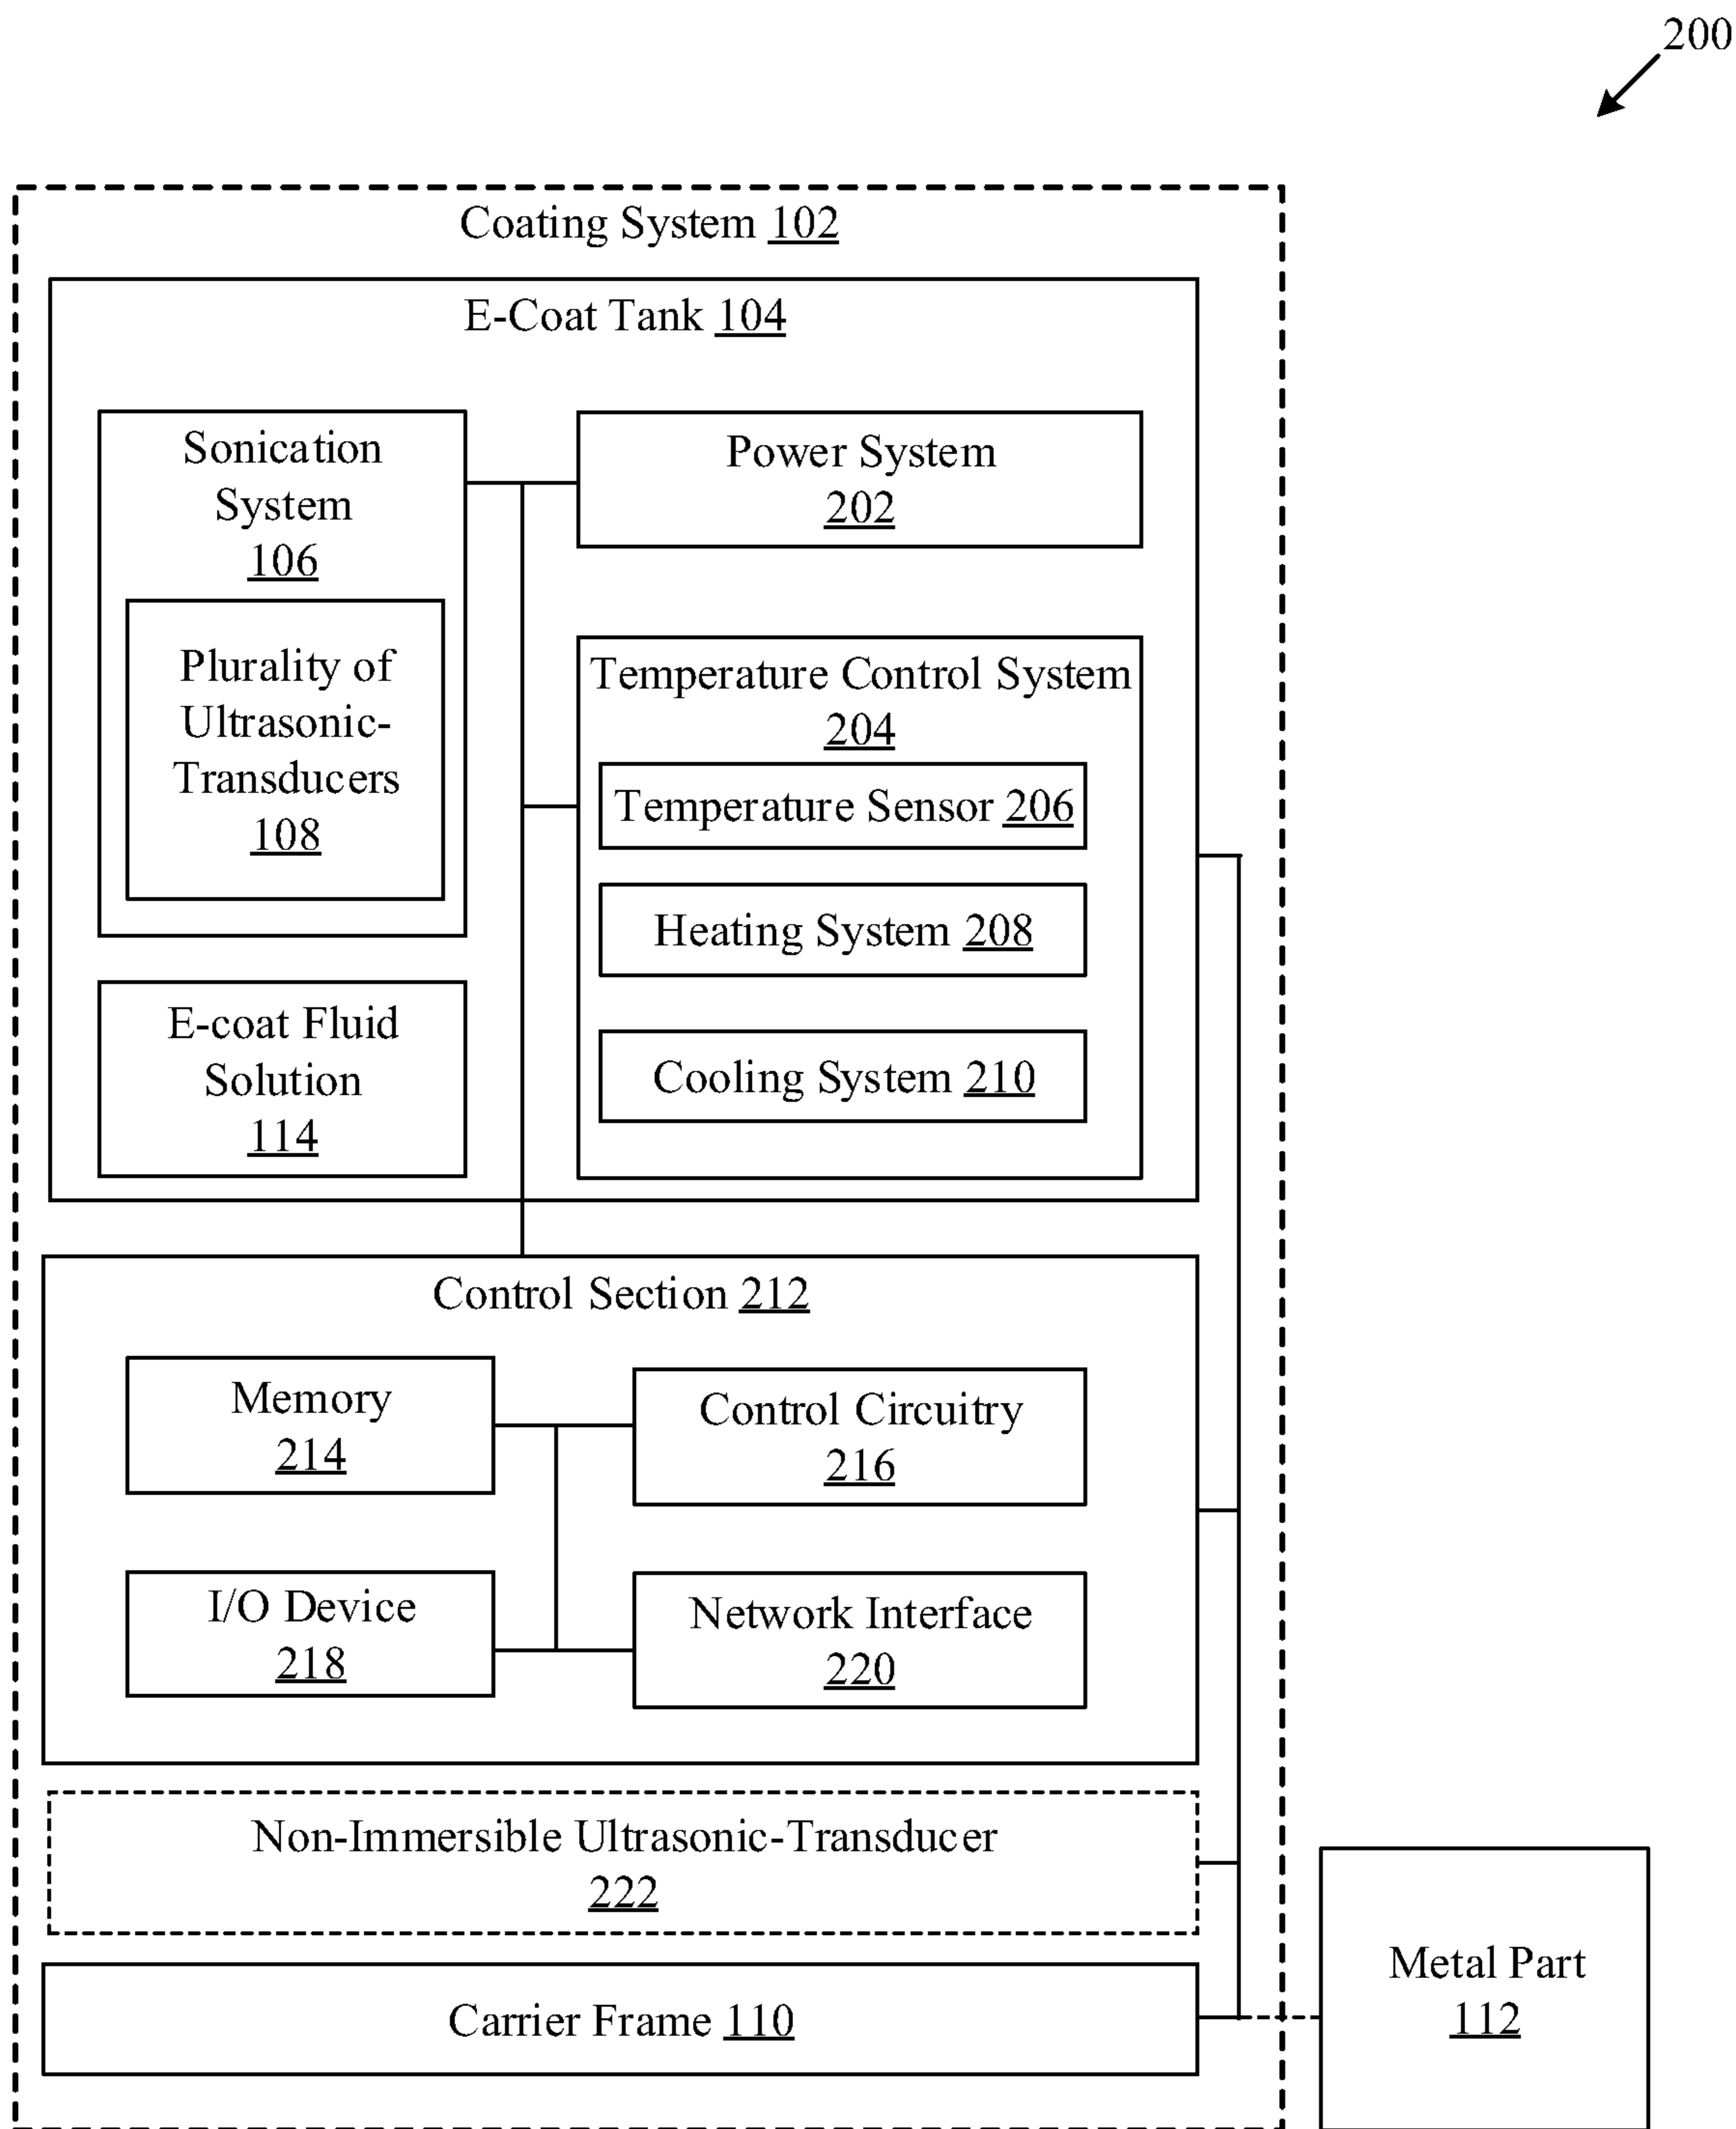 200
Coating System 102
E-Coat Tank 104
Sonication
System
106
Plurality of
Ultrasonic-
Transducers
108
E-coat Fluid
Solution
114
Power System
202
Temperature Control System
204
Temperature Sensor 206
Heating System 208
Cooling System 210
Control Section 212
Memory
214
Control Circuitry
216
I/O Device
218
Network Interface
220
Non-Immersible Ultrasonic-Transducer
222
Carrier Frame 110
Metal Part
112